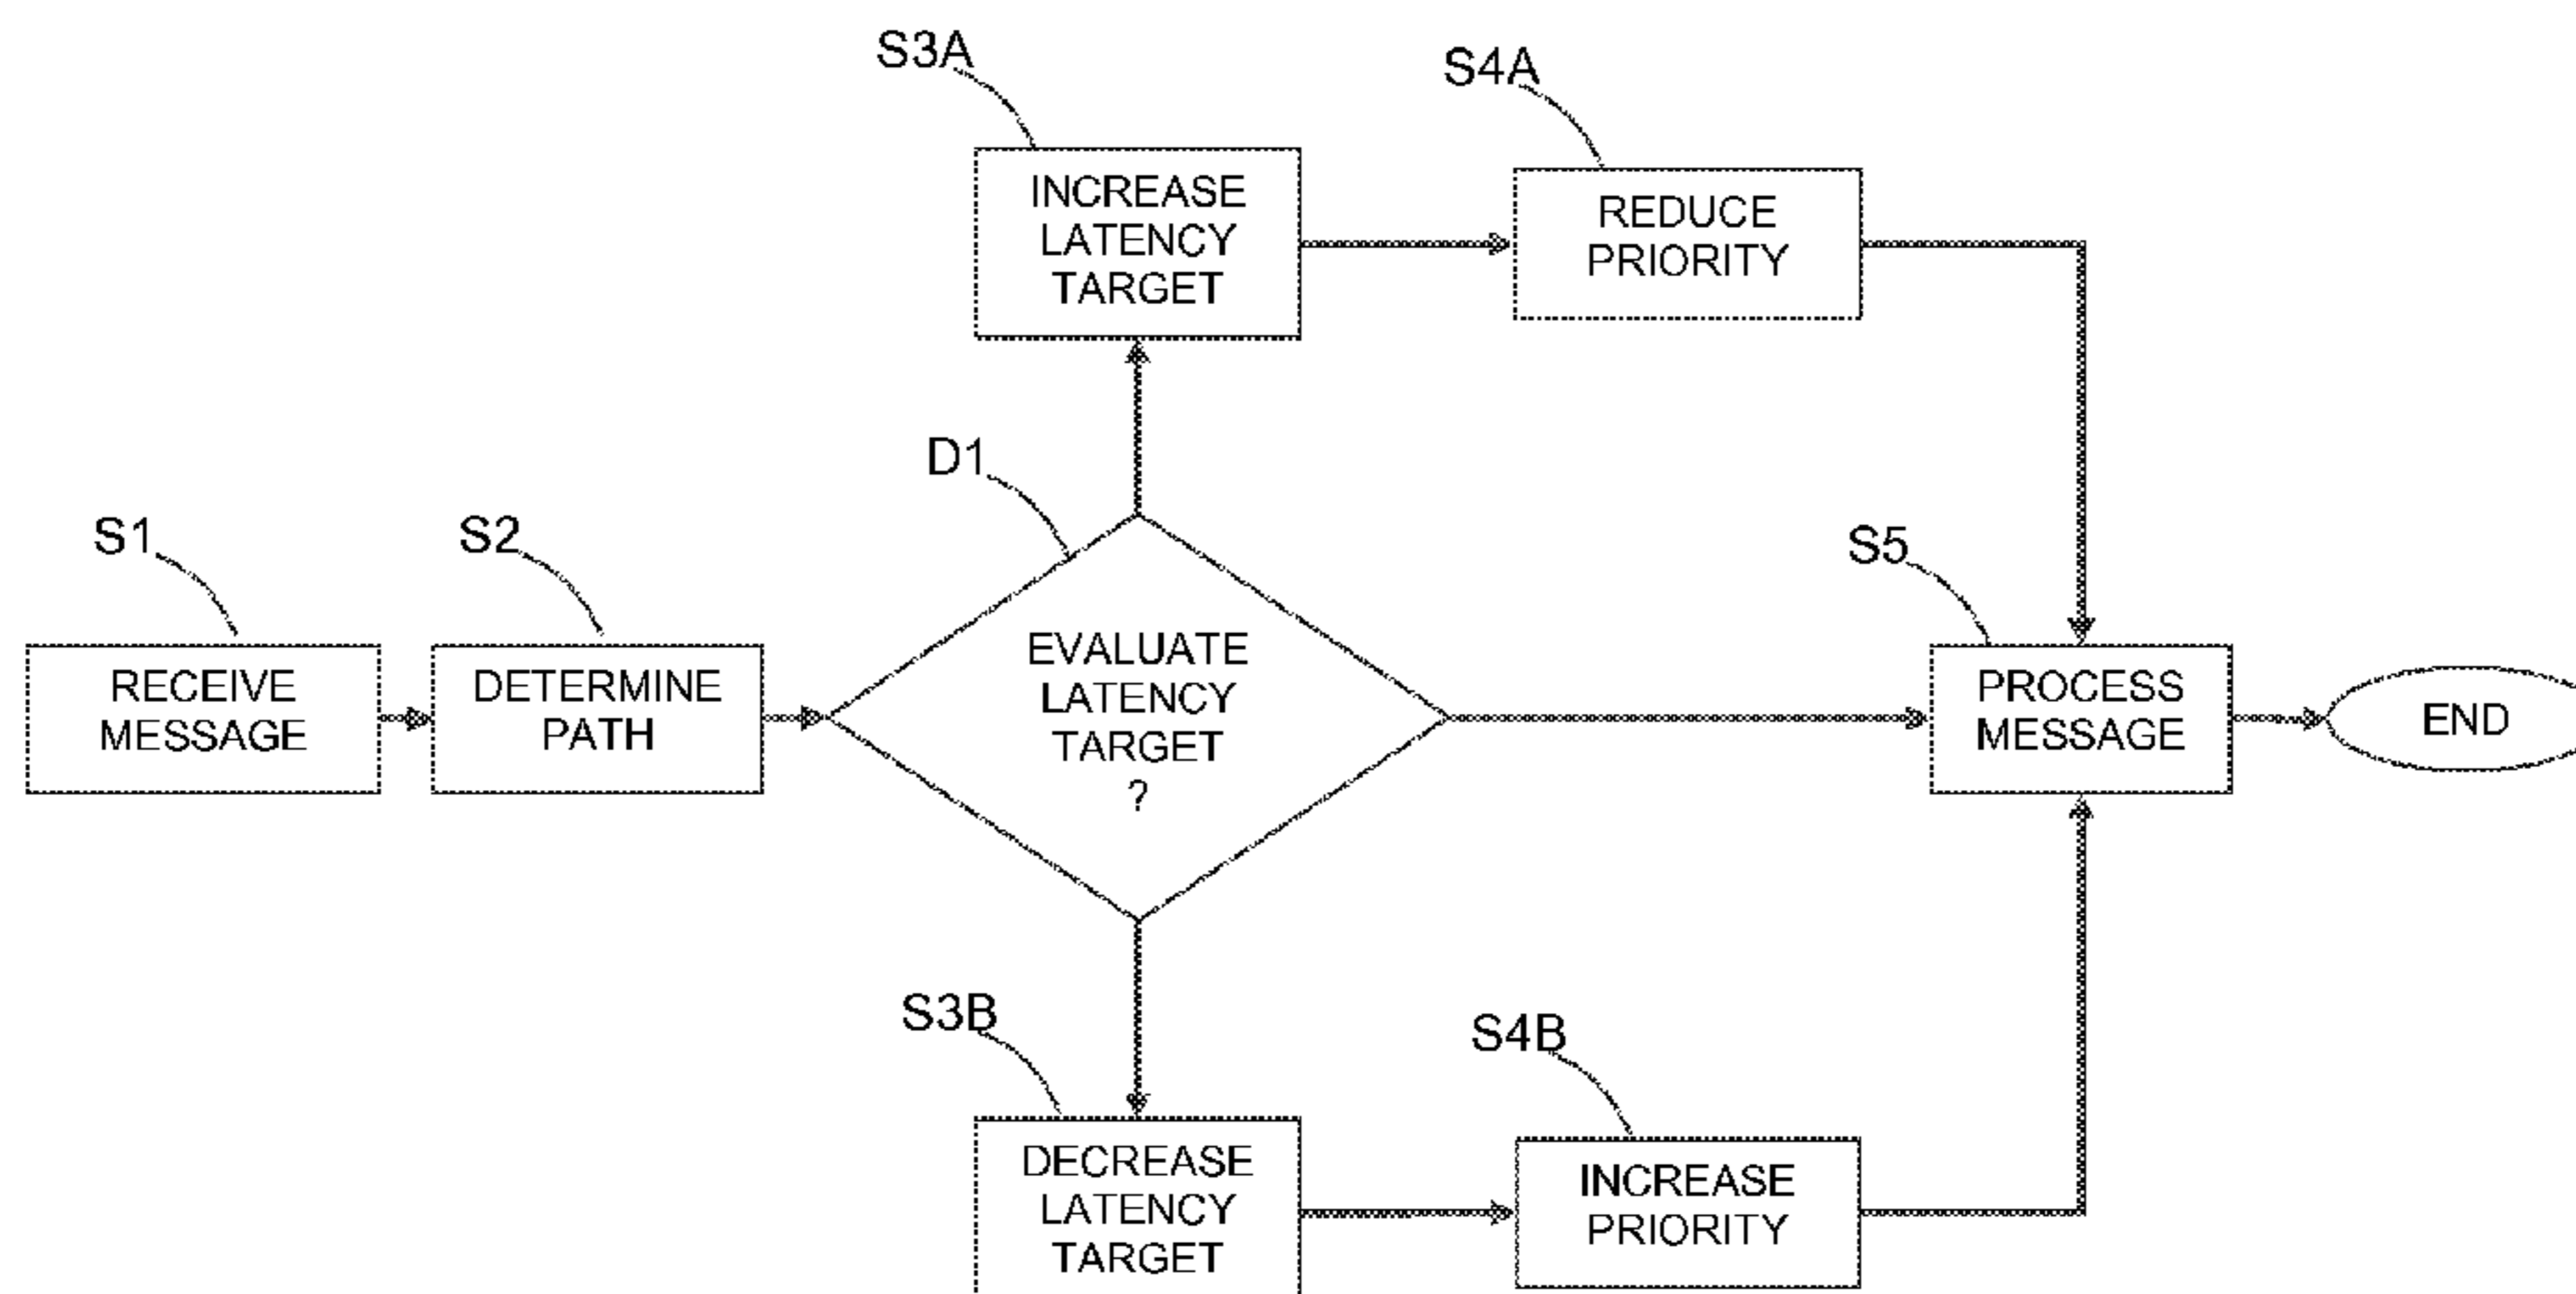 S3A
S4A
INCREASE
LATENCY
TARGET
REDUCE
PRIORITY
D1
S1
S2
S5
RECEIVE
MESSAGE
DETERMINE
PATH
EVALUATE
LATENCY
TARGET
?
PROCESS
MESSAGE
END
S3B
S4B
DECREASE
LATENCY
TARGET
INCREASE
PRIORITY